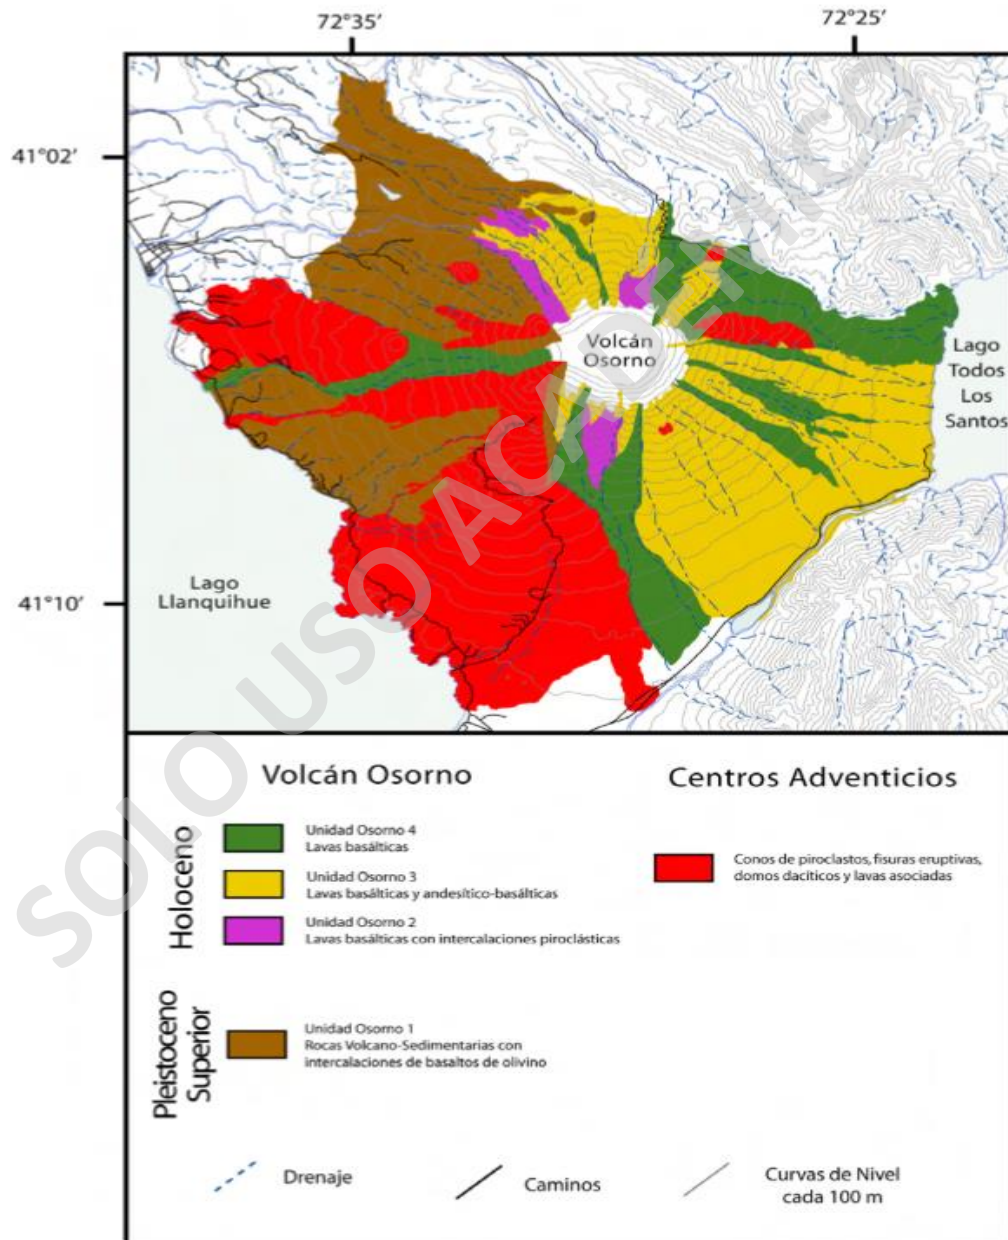 72°35′
72°25′
41°02′
Volcán
Osorno
Lago
Todos
Los
Santos
Lago
Llanquihue
41°10′
SOLO USO ACADEMICO
Volcán Osorno
Centros Adventicios
Holoceno
Unidad Osorno 4
Lavas basálticas
Unidad Osorno 3
Lavas basálticas y andesítico-basálticas
Unidad Osorno 2
Lavas basálticas con intercalaciones piroclásticas
Conos de piroclastos, fisuras eruptivas,
domos dacíticos y lavas asociadas
Pleistoceno
Superior
Unidad Osorno 1
Rocas Volcano-Sedimentarias con
intercalaciones de basaltos de olivino
Drenaje
Caminos
Curvas de Nivel
cada 100 m